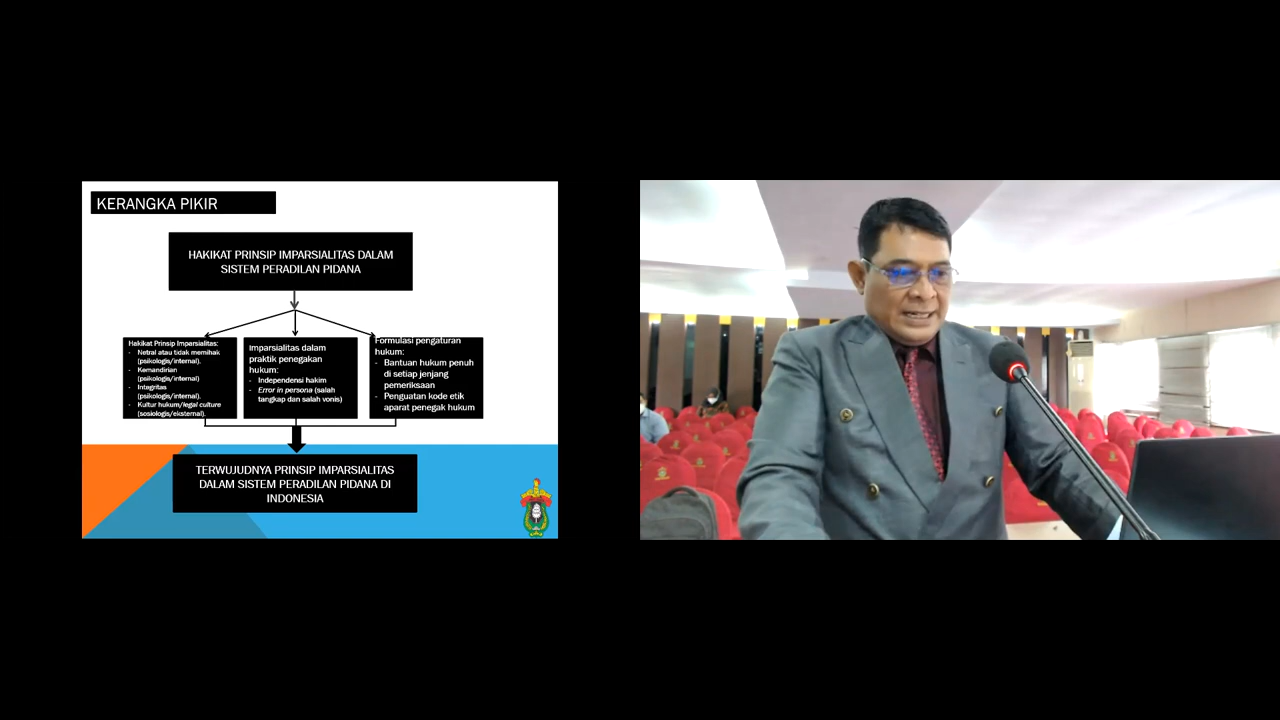 KERANGKA PIKIR
HAKIKAT PRINSIP IMPARSIALITAS DALAM
SISTEM PERADILAN PIDANA
Hakikat Prinsip Imparsialitas:
- Netral atau tidak memihak
(psikologis/internal).
- Kemandirian
(psikologis/internal)
- Integritas
(psikologis/internal).
- Kultur hukum/legal culture
(sosiologis/eksternal).
Imparsialitas dalam
praktik penegakan
hukum:
- Independensi hakim
- Error in persona (salah
tangkap dan salah vonis)
Formulasi pengaturan
hukum:
- Bantuan hukum penuh
di setiap jenjang
pemeriksaan
- Penguatan kode etik
aparat penegak hukum
TERWUJUDNYA PRINSIP IMPARSIALITAS
DALAM SISTEM PERADILAN PIDANA DI
INDONESIA